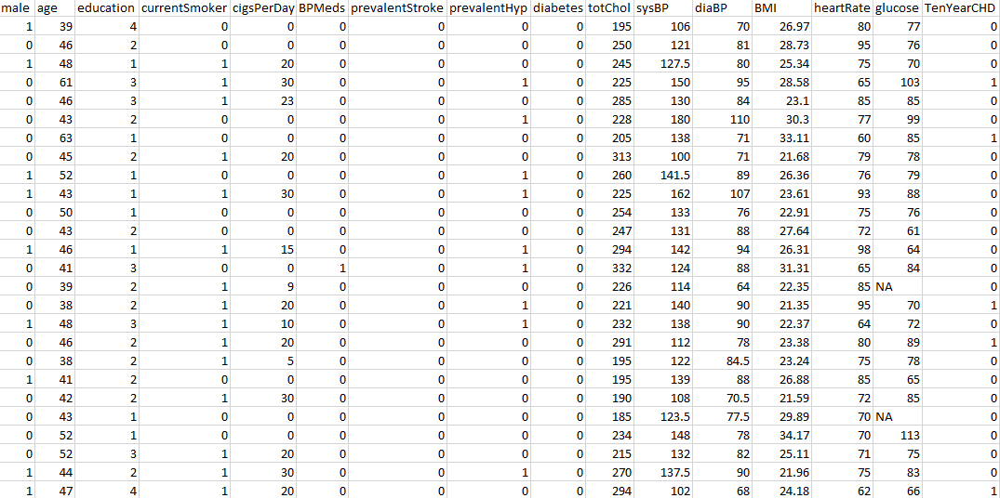 male age education currentSmoker cigsPerDay BPMeds prevalentStroke prevalentHyp diabetes totChol sysBP diaBP BMI heartRate glucose TenYearCHD
1 39 4 0 0 0 0 0 0 195 106 70 26.97 80 77 0
0 46 2 0 0 0 0 0 0 250 121 81 28.73 95 76 0
1 48 1 1 20 0 0 0 0 245 127.5 80 25.34 75 70 0
0 61 3 1 30 0 0 1 0 225 150 95 28.58 65 103 1
0 46 3 1 23 0 0 0 0 285 130 84 23.1 85 85 0
0 43 2 0 0 0 0 1 0 228 180 110 30.3 77 99 0
0 63 1 0 0 0 0 0 0 205 138 71 33.11 60 85 1
0 45 2 1 20 0 0 0 0 313 100 71 21.68 79 78 0
1 52 1 0 0 0 0 1 0 260 141.5 89 26.36 76 79 0
1 43 1 1 30 0 0 1 0 225 162 107 23.61 93 88 0
0 50 1 0 0 0 0 0 0 254 133 76 22.91 75 76 0
0 43 2 0 0 0 0 0 0 247 131 88 27.64 72 61 0
1 46 1 1 15 0 0 1 0 294 142 94 26.31 98 64 0
0 41 3 0 0 1 0 1 0 332 124 88 31.31 65 84 0
0 39 2 1 9 0 0 0 0 226 114 64 22.35 85 NA 0
0 38 2 1 20 0 0 1 0 221 140 90 21.35 95 70 1
1 48 3 1 10 0 0 1 0 232 138 90 22.37 64 72 0
0 46 2 1 20 0 0 0 0 291 112 78 23.38 80 89 1
0 38 2 1 5 0 0 0 0 195 122 84.5 23.24 75 78 0
1 41 2 0 0 0 0 0 0 195 139 88 26.88 85 65 0
0 42 2 1 30 0 0 0 0 190 108 70.5 21.59 72 85 0
0 43 1 0 0 0 0 0 0 185 123.5 77.5 29.89 70 NA 0
0 52 1 0 0 0 0 0 0 234 148 78 34.17 70 113 0
0 52 3 1 20 0 0 0 0 215 132 82 25.11 71 75 0
1 44 2 1 30 0 0 1 0 270 137.5 90 21.96 75 83 0
1 47 4 1 20 0 0 0 0 294 102 68 24.18 62 66 1